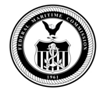 FEDERAL MARITIME COMMISSION
1961